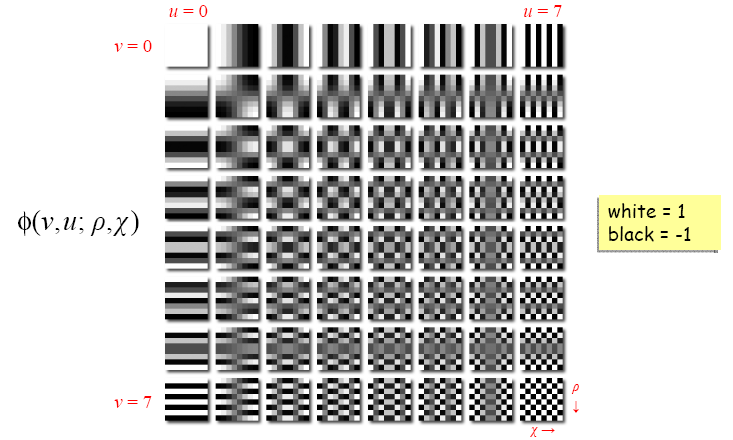 u = 0
u = 7
v = 0
ϕ(v,u; ρ,χ)
white = 1
black = -1
v = 7
ρ
↓
χ →